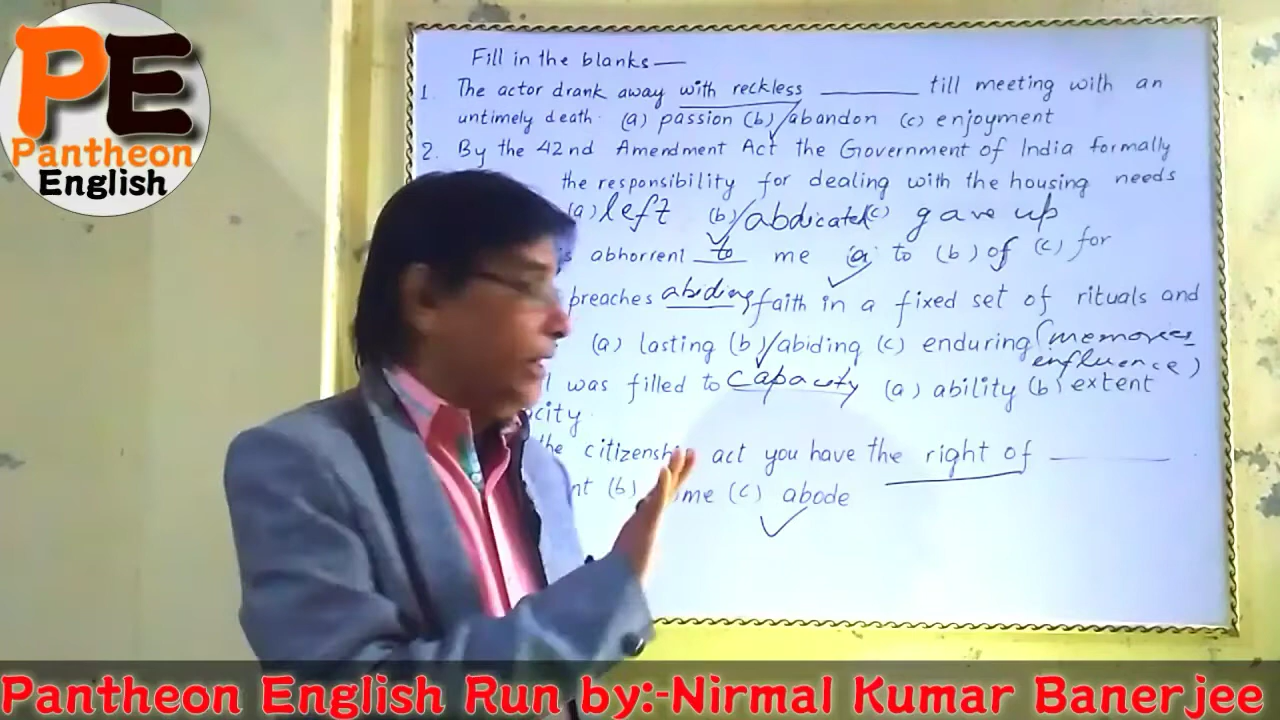 PE
Pantheon
English
Fill in the blanks—
1. The actor drank away with reckless ______ till meeting with an
untimely death. (a) passion (b) abandon (c) enjoyment
2. By the 42nd Amendment Act the Government of India formally
the responsibility for dealing with the housing needs
(a) left (b) abdicated (c) gave up
abhorrent to me (a) to (b) of (c) for
faith in a fixed set of rituals and
abiding
(a) lasting (b) abiding (c) enduring (memories
influence)
was filled to capacity (a) ability (b) extent
the citizenship act you have the right of ______
(b) (c) abode
Pantheon English Run by:-Nirmal Kumar Banerjee